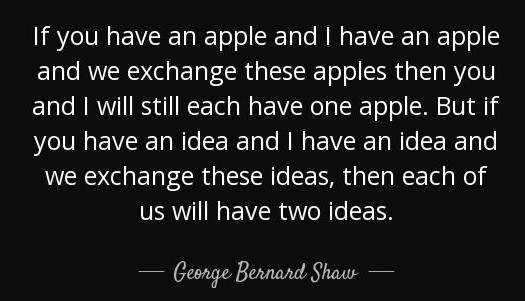 If you have an apple and I have an apple
and we exchange these apples then you
and I will still each have one apple. But if
you have an idea and I have an idea and
we exchange these ideas, then each of
us will have two ideas.
George Bernard Shaw